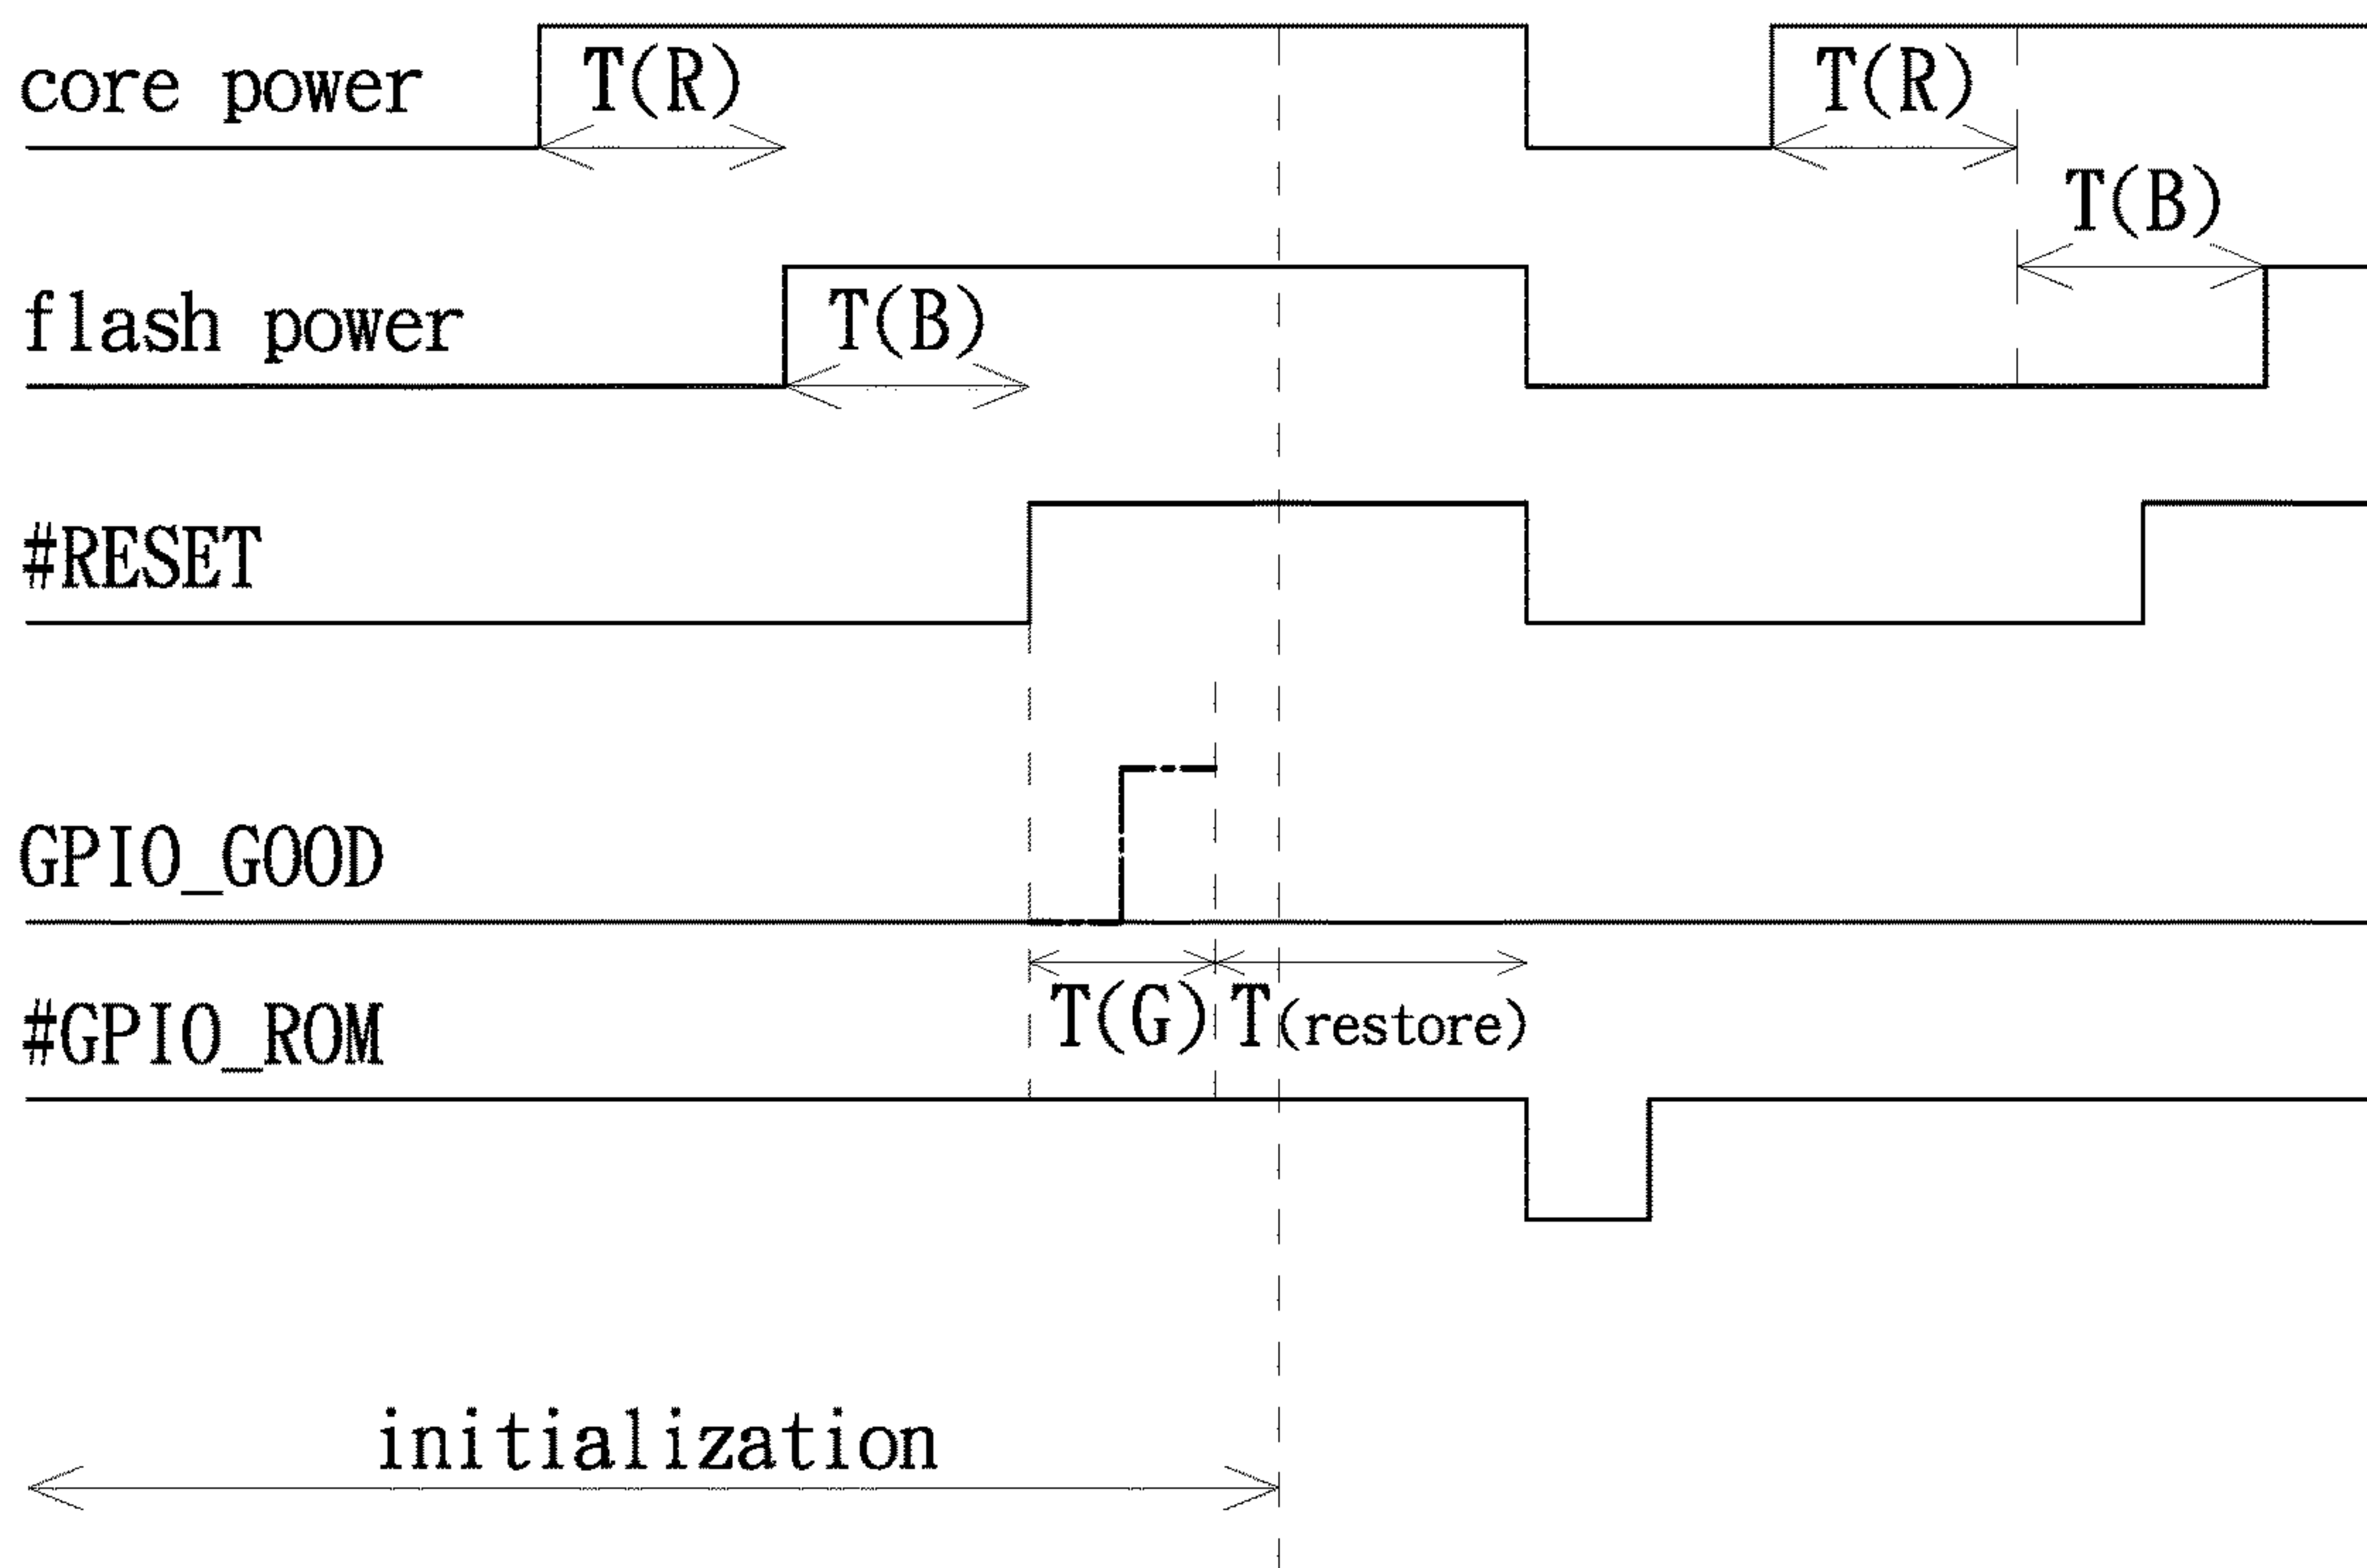 core power
T(R)
T(R)
T(B)
flash power
T(B)
#RESET
GPIO_GOOD
#GPIO_ROM
T(G)
T(restore)
initialization